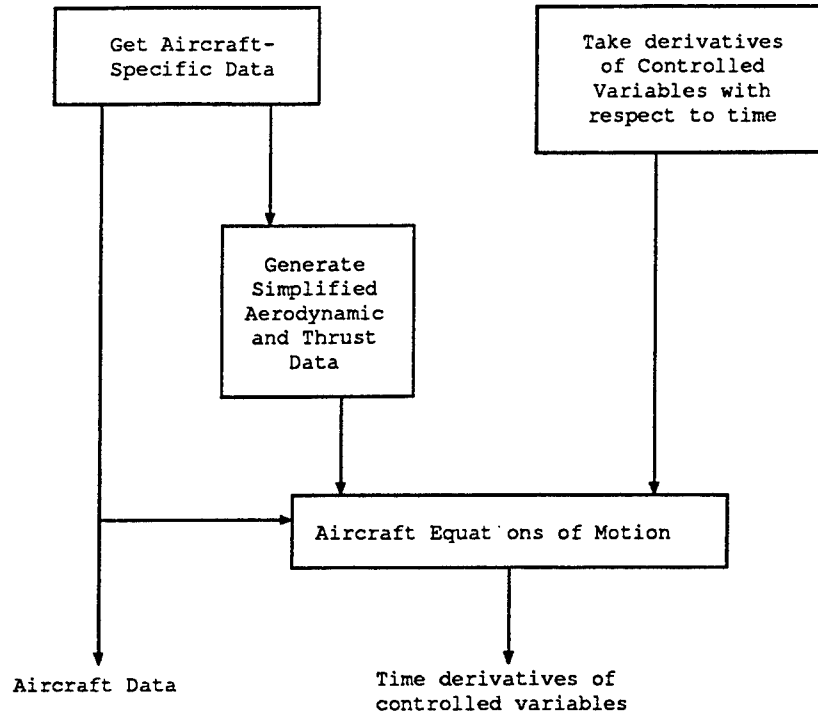 Get Aircraft-
Specific Data
Take derivatives
of Controlled
Variables with
respect to time
Generate
Simplified
Aerodynamic
and Thrust
Data
Aircraft Equat ons of Motion
Aircraft Data
Time derivatives of
controlled variables